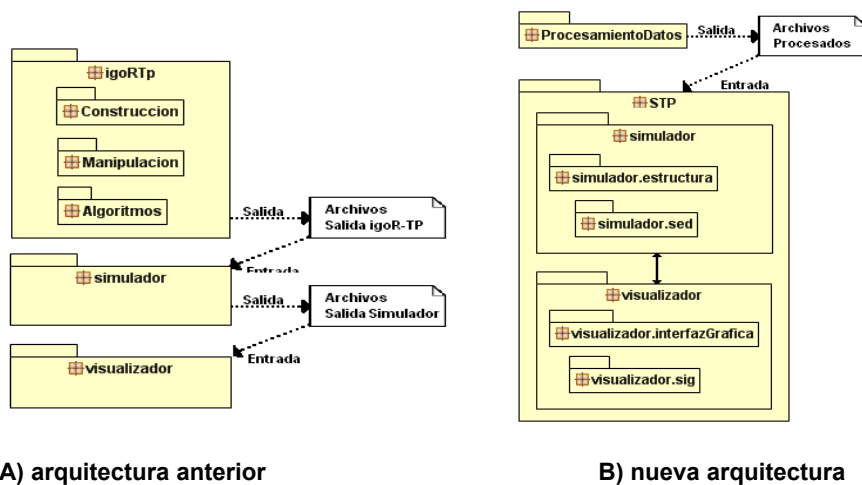 igoRTp
Construccion
Manipulacion
Algoritmos
Salida
Archivos
Salida igoR-TP
Entrada
simulador
Salida
Archivos
Salida Simulador
Entrada
visualizador
A) arquitectura anterior
ProcesamientoDatos
Salida
Archivos
Procesados
Entrada
STP
simulador
simulador.estructura
simulador.sed
visualizador
visualizador.interfazGrafica
visualizador.sig
B) nueva arquitectura